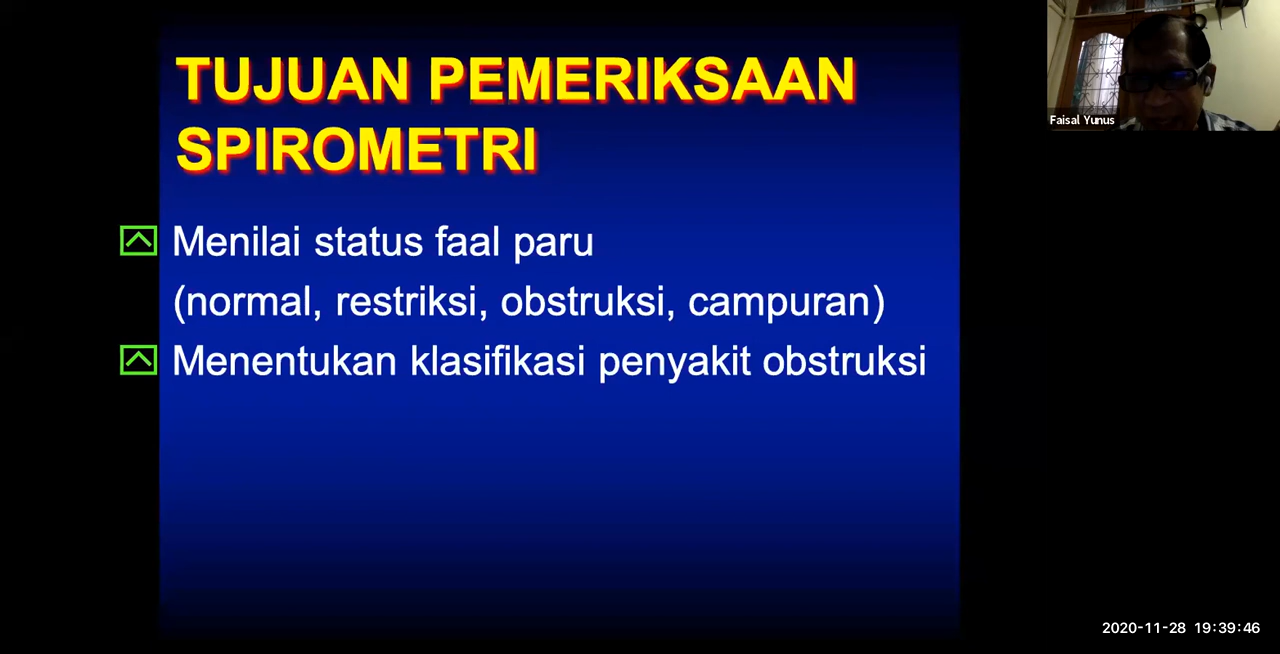 TUJUAN PEMERIKSAAN
SPIROMETRI
Menilai status faal paru
(normal, restriksi, obstruksi, campuran)
Menentukan klasifikasi penyakit obstruksi
Faisal Yunus
2020-11-28 19:39:46